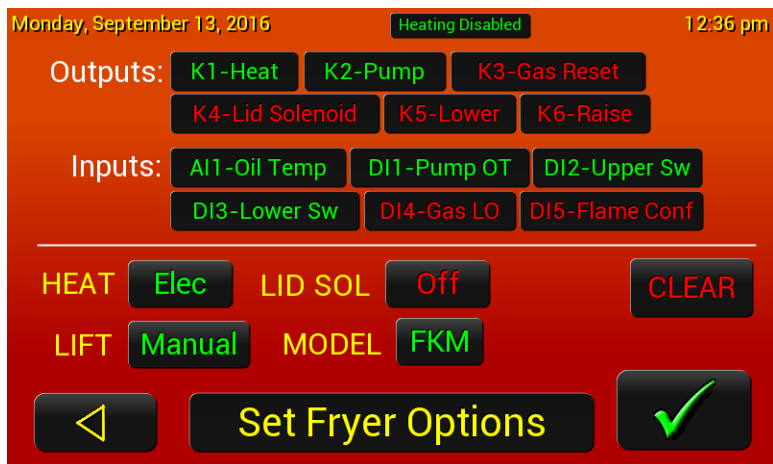 Monday, September 13, 2016 Heating Disabled 12:36 pm
Outputs: K1-Heat K2-Pump K3-Gas Reset
K4-Lid Solenoid K5-Lower K6-Raise
Inputs: AI1-Oil Temp DI1-Pump OT DI2-Upper Sw
DI3-Lower Sw DI4-Gas LO DI5-Flame Conf
HEAT Elec LID SOL Off CLEAR
LIFT Manual MODEL FKM
Set Fryer Options